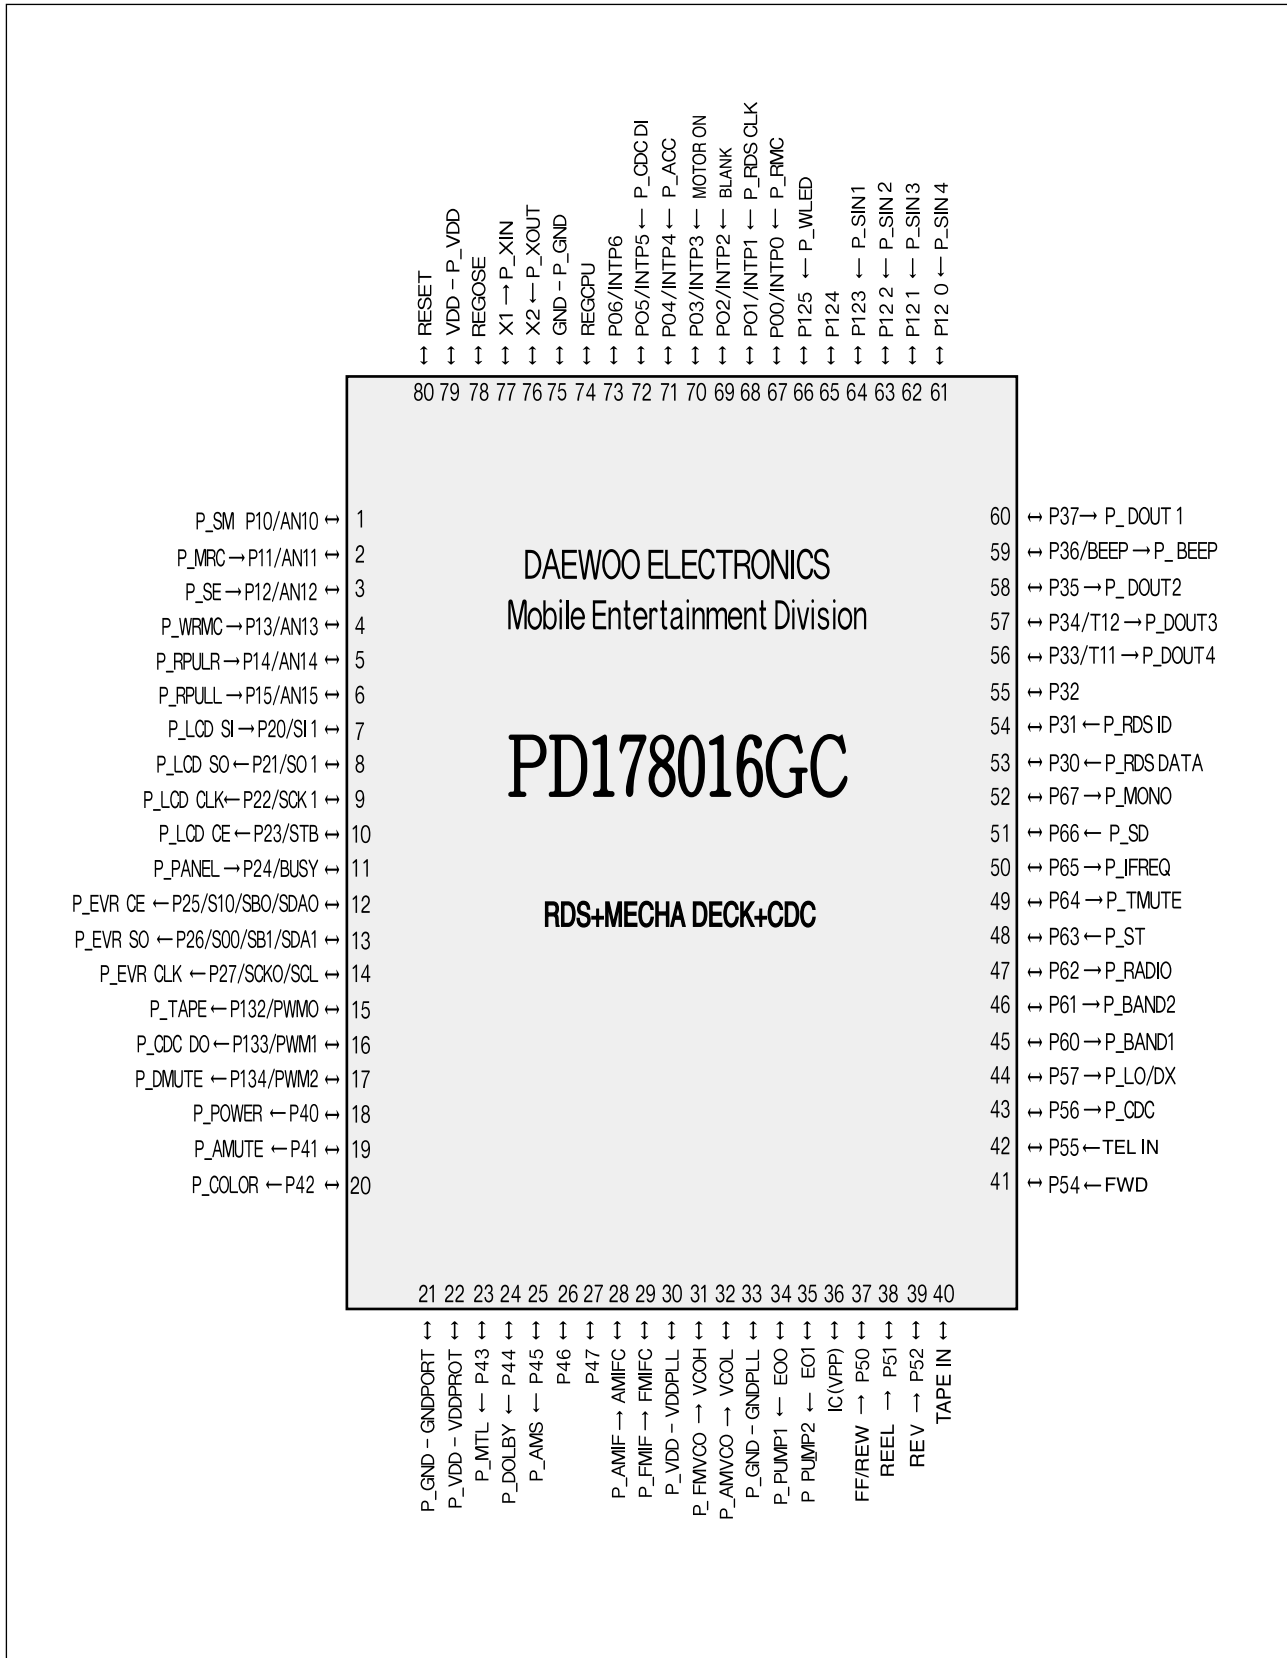 ↔ RESET
↔ VDD – P_VDD
↔ REGOSE
↔ X1 → P_XIN
↔ X2 ← P_XOUT
↔ GND – P_GND
↔ REGCPU
↔ P06/INTP6
↔ PO5/INTP5 ← P_CDC DI
↔ P04/INTP4 ← P_ACC
↔ P03/INTP3 ← MOTOR ON
↔ PO2/INTP2 ← BLANK
↔ PO1/INTP1 ← P_RDS CLK
↔ P00/INTP0 ← P_RMC
↔ P125 ← P_WLED
↔ P124
↔ P123 ← P_SIN1
↔ P12 2 ← P_SIN 2
↔ P12 1 ← P_SIN 3
↔ P12 0 ← P_SIN 4
80 79 78 77 76 75 74 73 72 71 70 69 68 67 66 65 64 63 62 61
P_SM P10/AN10 ↔ 1
P_MRC → P11/AN11 ↔ 2
P_SE → P12/AN12 ↔ 3
P_WRMC → P13/AN13 ↔ 4
P_RPULR → P14/AN14 ↔ 5
P_RPULL → P15/AN15 ↔ 6
P_LCD SI → P20/SI 1 ↔ 7
P_LCD SO ← P21/SO 1 ↔ 8
P_LCD CLK ← P22/SCK 1 ↔ 9
P_LCD CE ← P23/STB ↔ 10
P_PANEL → P24/BUSY ↔ 11
P_EVR CE ← P25/S10/SBO/SDAO ↔ 12
P_EVR SO ← P26/S00/SB1/SDA1 ↔ 13
P_EVR CLK ← P27/SCKO/SCL ↔ 14
P_TAPE ← P132/PWMO ↔ 15
P_CDC DO ← P133/PWM1 ↔ 16
P_DMUTE ← P134/PWM2 ↔ 17
P_POWER ← P40 ↔ 18
P_AMUTE ← P41 ↔ 19
P_COLOR ← P42 ↔ 20
DAEWOO ELECTRONICS
Mobile Entertainment Division
PD178016GC
RDS+MECHA DECK+CDC
60 ↔ P37 → P_ DOUT 1
59 ↔ P36/BEEP → P_ BEEP
58 ↔ P35 → P_ DOUT2
57 ↔ P34/T12 → P_DOUT3
56 ↔ P33/T11 → P_DOUT4
55 ↔ P32
54 ↔ P31 ← P_RDS ID
53 ↔ P30 ← P_RDS DATA
52 ↔ P67 → P_MONO
51 ↔ P66 ← P_SD
50 ↔ P65 → P_IFREQ
49 ↔ P64 → P_TMUTE
48 ↔ P63 ← P_ST
47 ↔ P62 → P_RADIO
46 ↔ P61 → P_BAND2
45 ↔ P60 → P_BAND1
44 ↔ P57 → P_LO/DX
43 ↔ P56 → P_CDC
42 ↔ P55 ← TEL IN
41 ↔ P54 ← FWD
21 22 23 24 25 26 27 28 29 30 31 32 33 34 35 36 37 38 39 40
P_GND – GNDPORT ↔
P_VDD – VDDPROT ↔
P_MTL ← P43 ↔
P_DOLBY ← P44 ↔
P_AMS ← P45 ↔
P46 ↔
P47 ↔
P_AMIF → AMIFC ↔
P_FMIF → FMIFC ↔
P_VDD – VDDPLL ↔
P_FMVCO → VCOH ↔
P_AMVCO → VCOL ↔
P_GND – GNDPLL ↔
P_PUMP1 ← EO0 ↔
P PUMP2 ← EO1 ↔
IC(VPP) ↔
FF/REW → P50 ↔
REEL → P51 ↔
REV → P52 ↔
TAPE IN ↔